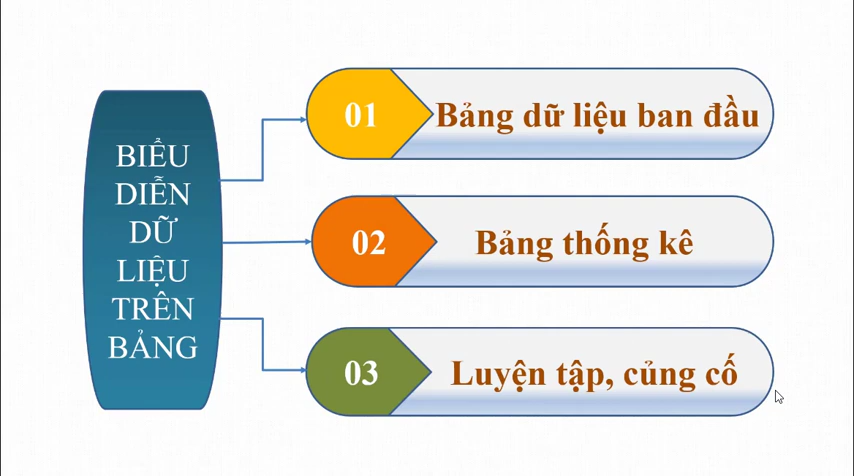 BIỂU
DIỄN
DỮ
LIỆU
TRÊN
BẢNG
01
Bảng dữ liệu ban đầu
02
Bảng thống kê
03
Luyện tập, củng cố